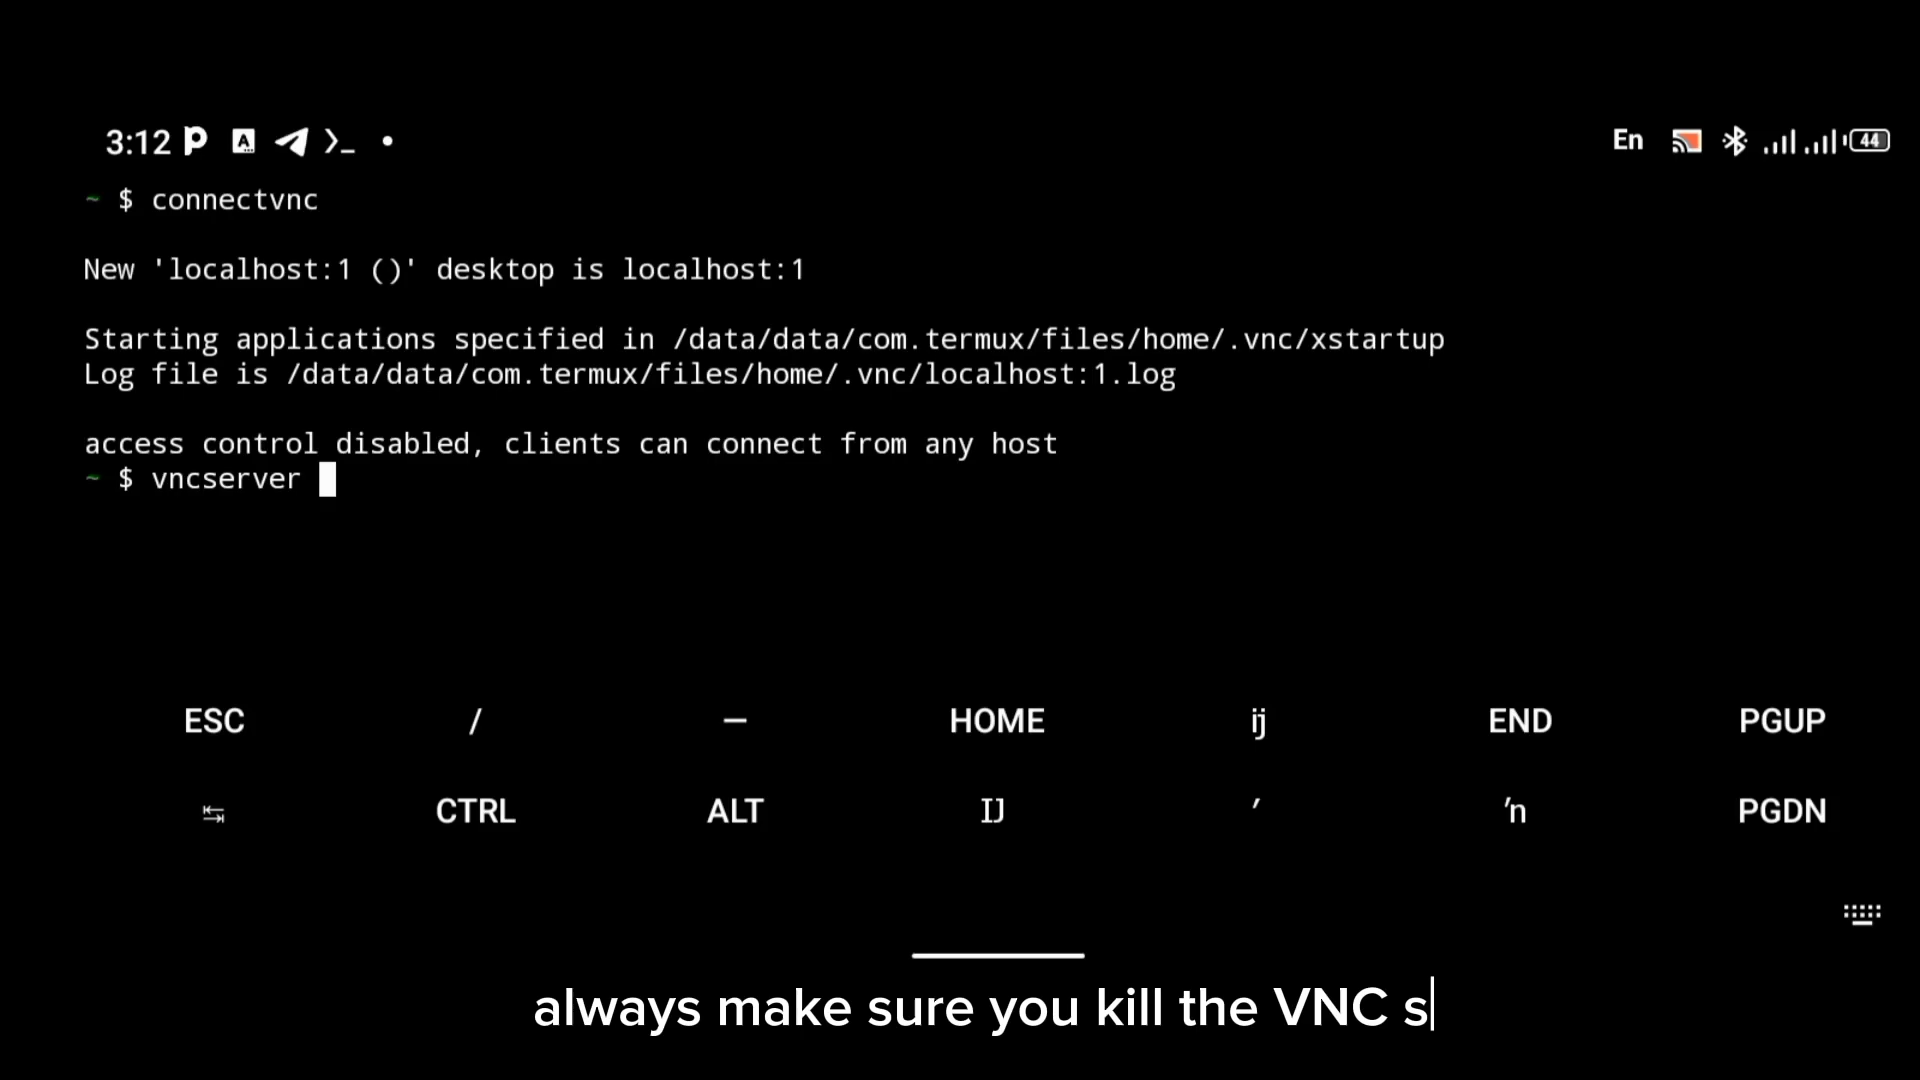 3:12
En
44
~ $ connectvnc
New 'localhost:1 ()' desktop is localhost:1
Starting applications specified in /data/data/com.termux/files/home/.vnc/xstartup
Log file is /data/data/com.termux/files/home/.vnc/localhost:1.log
access control disabled, clients can connect from any host
~ $ vncserver
ESC / — HOME ĳ END PGUP
↹ CTRL ALT Ĳ ′ ŉ PGDN
always make sure you kill the VNC s